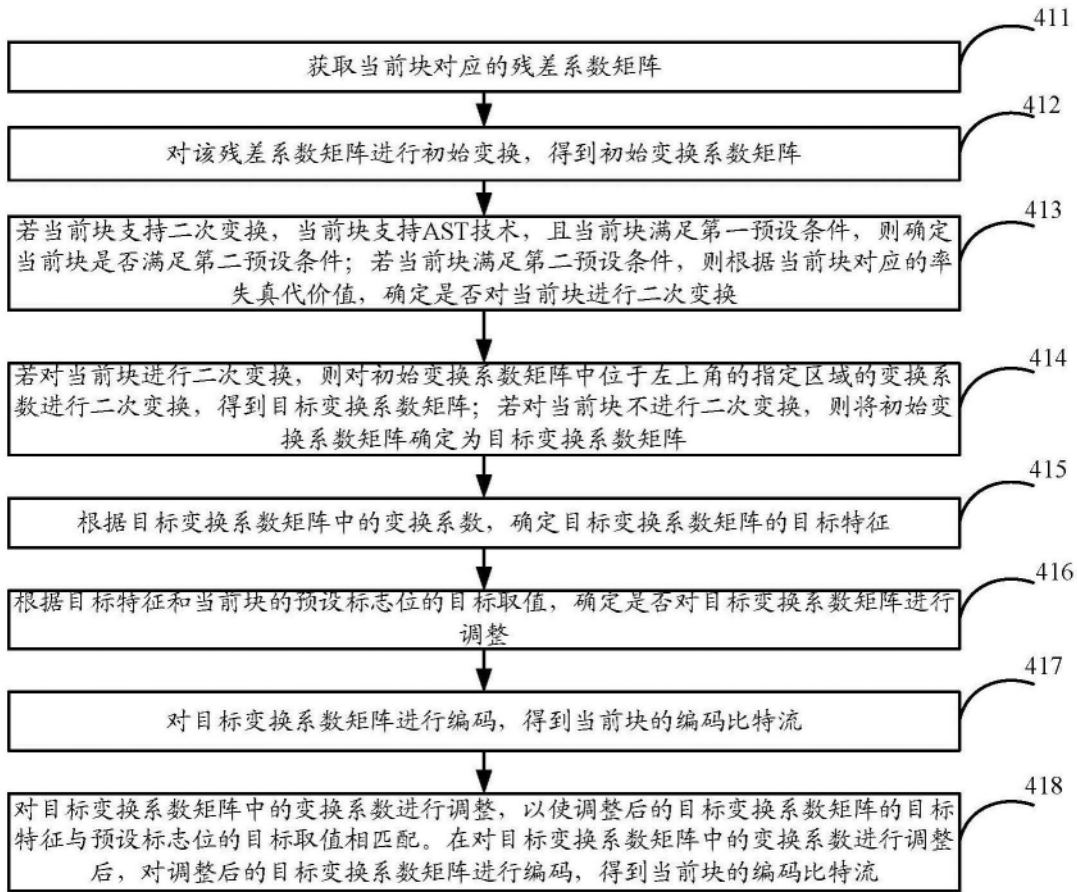 411
获取当前块对应的残差系数矩阵
412
对该残差系数矩阵进行初始变换，得到初始变换系数矩阵
413
若当前块支持二次变换，当前块支持AST技术，且当前块满足第一预设条件，则确定
当前块是否满足第二预设条件；若当前块满足第二预设条件，则根据当前块对应的率
失真代价值，确定是否对当前块进行二次变换
414
若对当前块进行二次变换，则对初始变换系数矩阵中位于左上角的指定区域的变换系
数进行二次变换，得到目标变换系数矩阵；若对当前块不进行二次变换，则将初始变
换系数矩阵确定为目标变换系数矩阵
415
根据目标变换系数矩阵中的变换系数，确定目标变换系数矩阵的目标特征
416
根据目标特征和当前块的预设标志位的目标取值，确定是否对目标变换系数矩阵进行
调整
417
对目标变换系数矩阵进行编码，得到当前块的编码比特流
418
对目标变换系数矩阵中的变换系数进行调整，以使调整后的目标变换系数矩阵的目标
特征与预设标志位的目标取值相匹配。在对目标变换系数矩阵中的变换系数进行调整
后，对调整后的目标变换系数矩阵进行编码，得到当前块的编码比特流